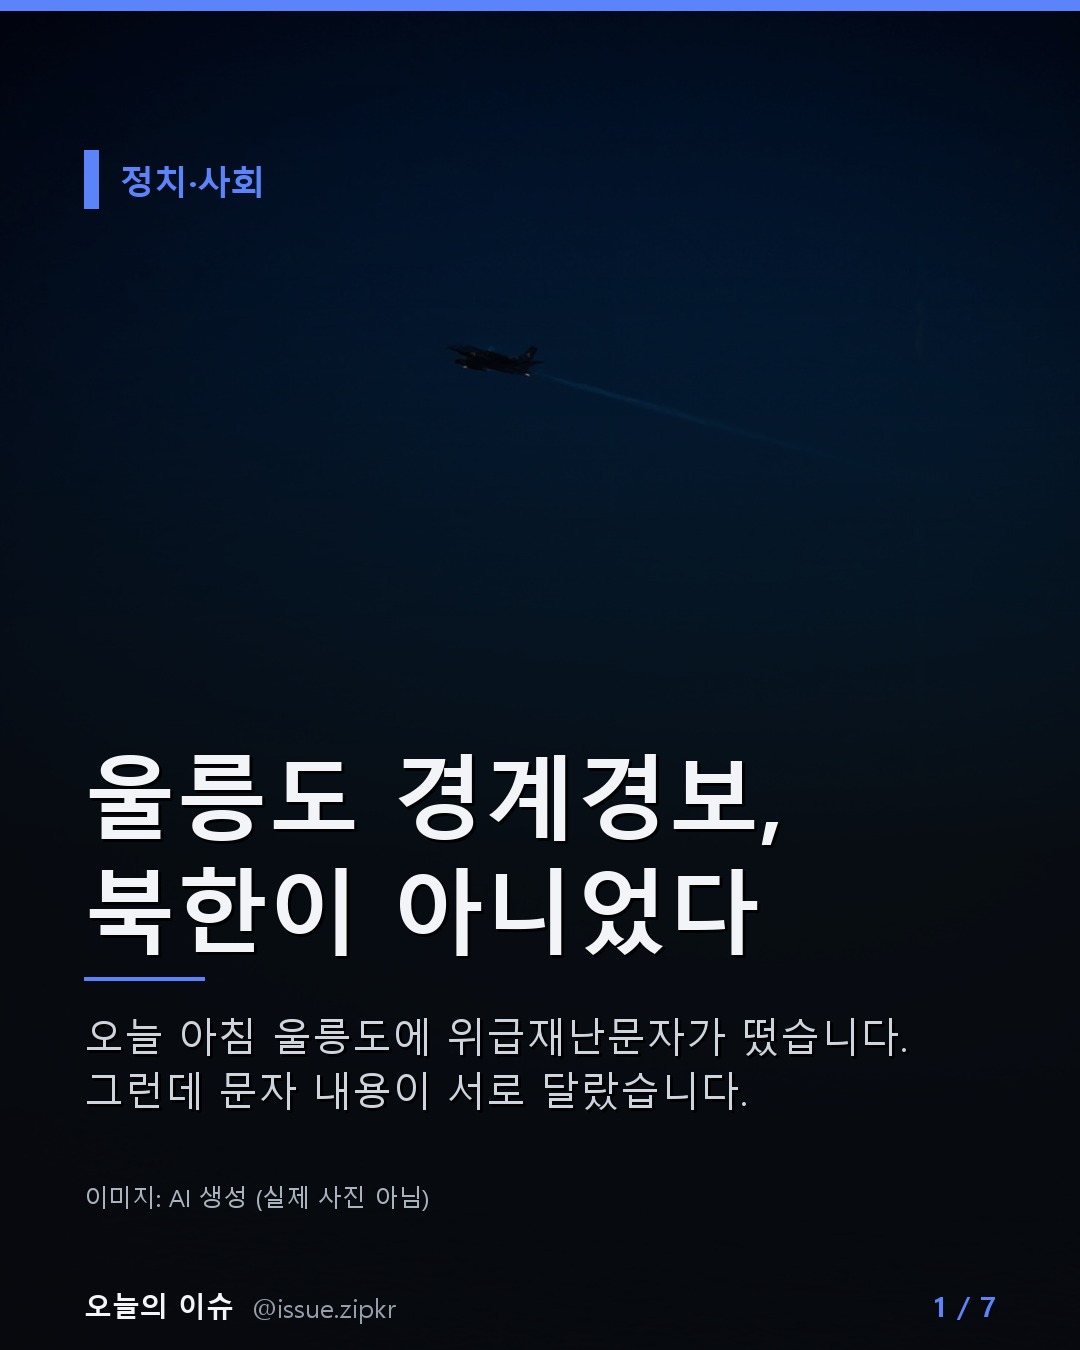 정치·사회
울릉도 경계경보,
북한이 아니었다
오늘 아침 울릉도에 위급재난문자가 떴습니다.
그런데 문자 내용이 서로 달랐습니다.
이미지: AI 생성 (실제 사진 아님)
오늘의 이슈 @issue.zipkr
1 / 7